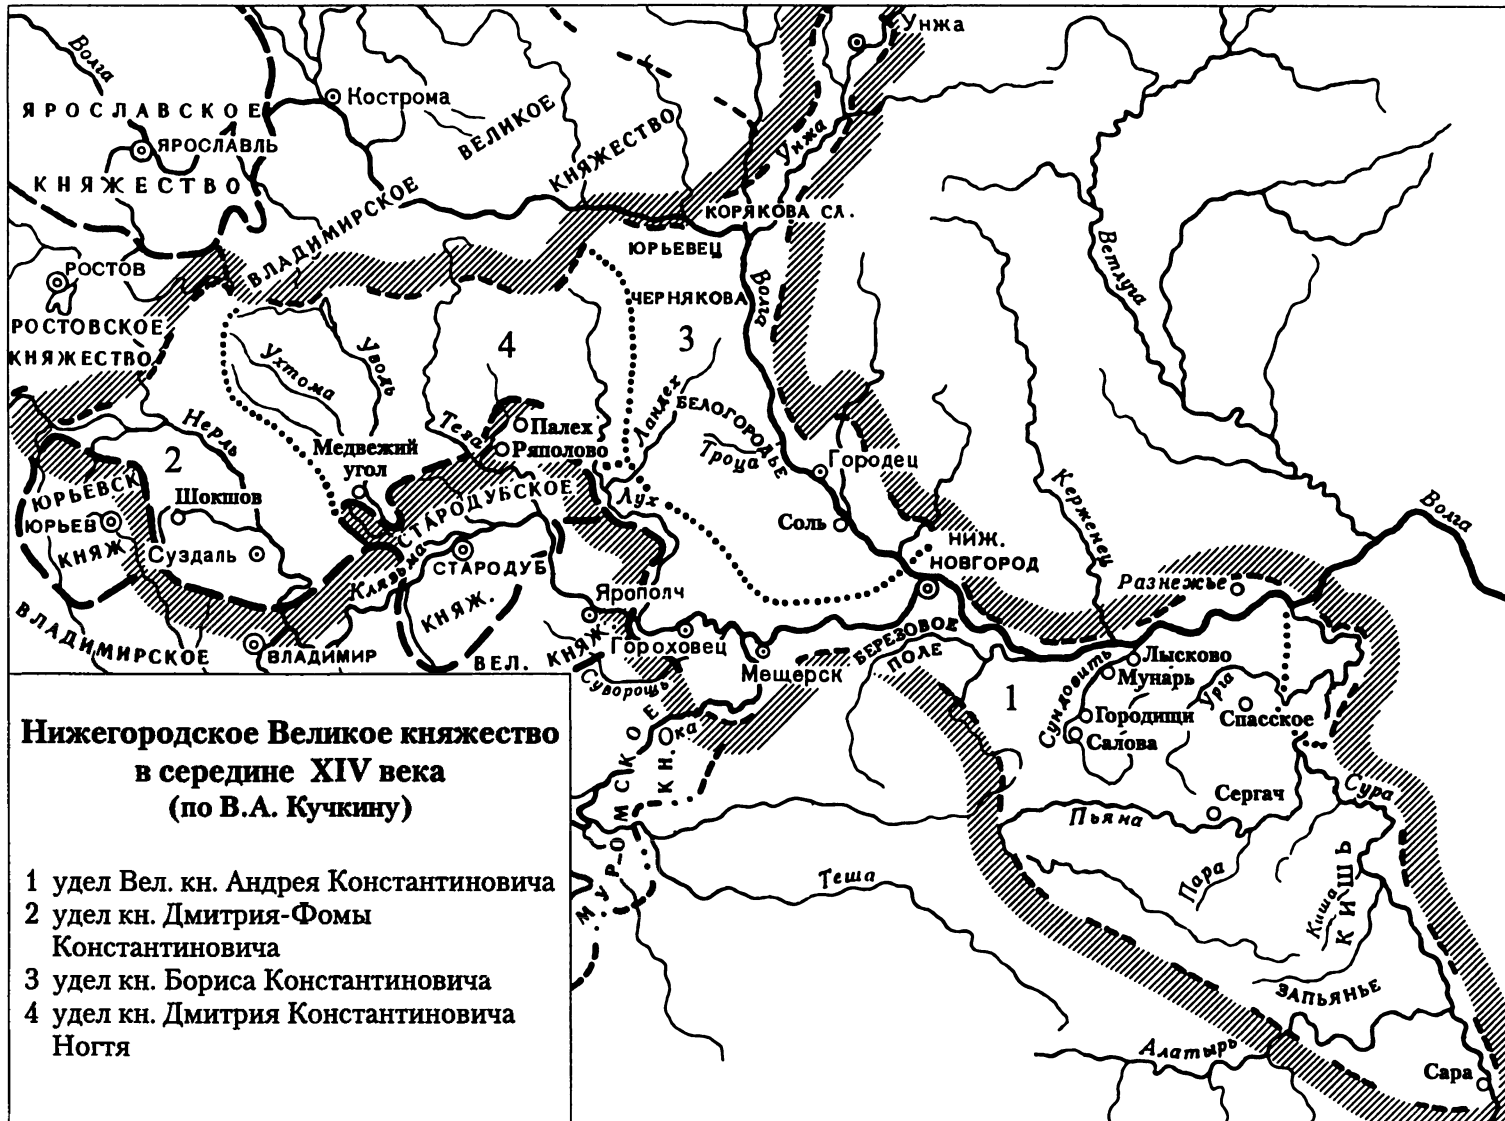 Унжа
Волга
Кострома
ЯРОСЛАВСКОЕ
ЯРОСЛАВЛЬ
КНЯЖЕСТВО
ВЕЛИКОЕ
КНЯЖЕСТВО
ВЛАДИМИРСКОЕ
Унжа
КОРЯКОВА СЛ.
ЮРЬЕВЕЦ
Ветлуга
РОСТОВ
Волга
ЧЕРНЯКОВА
РОСТОВСКОЕ
КНЯЖЕСТВО
4
3
Ухтома
Уводь
Ландех
БЕЛОГОРОДЬЕ
Троца
Нерль
Теза
Палех
Ряполово
Медвежий
угол
2
Городец
ЮРЬЕВСК
Шокшов
СТАРОДУБСКОЕ
Лух
Керженец
Волга
ЮРЬЕВ
Соль
КНЯЖ
Суздаль
НИЖ.
НОВГОРОД
Клязьма
СТАРОДУБ
Разнежье
Ярополч
КНЯЖ.
ВЛАДИМИРСКОЕ
ВЛАДИМИР
ВЕЛ.
КНЯЖ.
Гороховец
Мещерск
БЕРЕЗОВОЕ
ПОЛЕ
Лысково
Мунарь
Сундовить
Урга
1
Суворощь
Городищи
Спасское
Салова
Ока
МУРОМСКОЕ
КН.
Сура
Сергач
Пьяна
Теша
Пара
Киша
КИШЬ
ЗАПЬЯНЬЕ
Алатырь
Сара
Нижегородское Великое княжество
в середине XIV века
(по В.А. Кучкину)
1 удел Вел. кн. Андрея Константиновича
2 удел кн. Дмитрия-Фомы
Константиновича
3 удел кн. Бориса Константиновича
4 удел кн. Дмитрия Константиновича
Ногтя